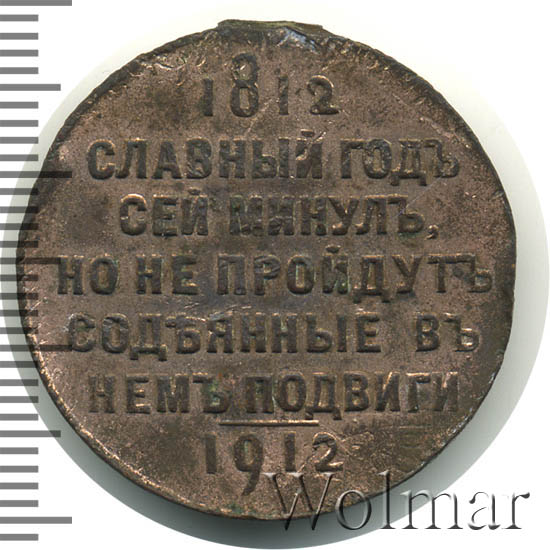 1812
СЛАВНЫЙ ГОДЪ
СЕЙ МИНУЛЪ,
НО НЕ ПРОЙДУТЪ
СОДѢЯННЫЕ ВЪ
НЕМЪ ПОДВИГИ
1912
Wolmar